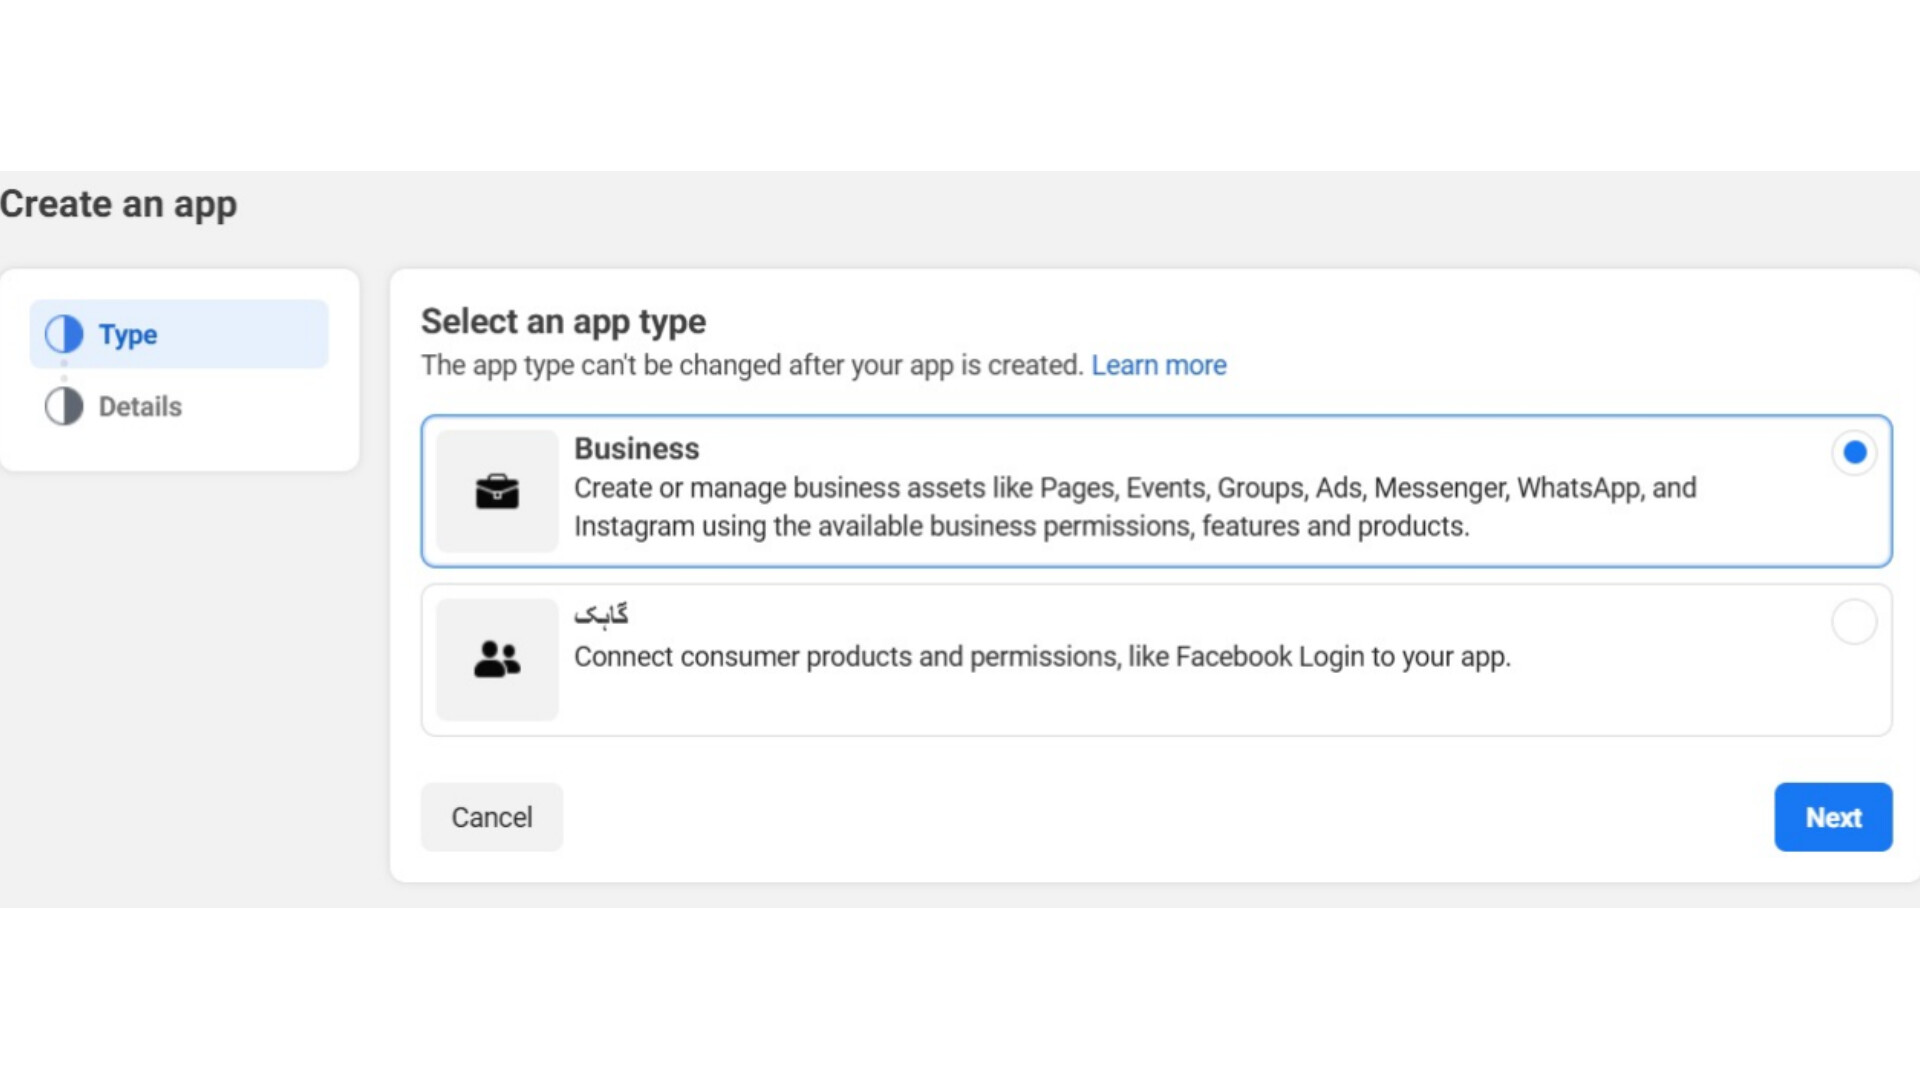 Create an app
Type
Details
Select an app type
The app type can't be changed after your app is created. Learn more
Business
Create or manage business assets like Pages, Events, Groups, Ads, Messenger, WhatsApp, and
Instagram using the available business permissions, features and products.
گاہک
Connect consumer products and permissions, like Facebook Login to your app.
Cancel
Next